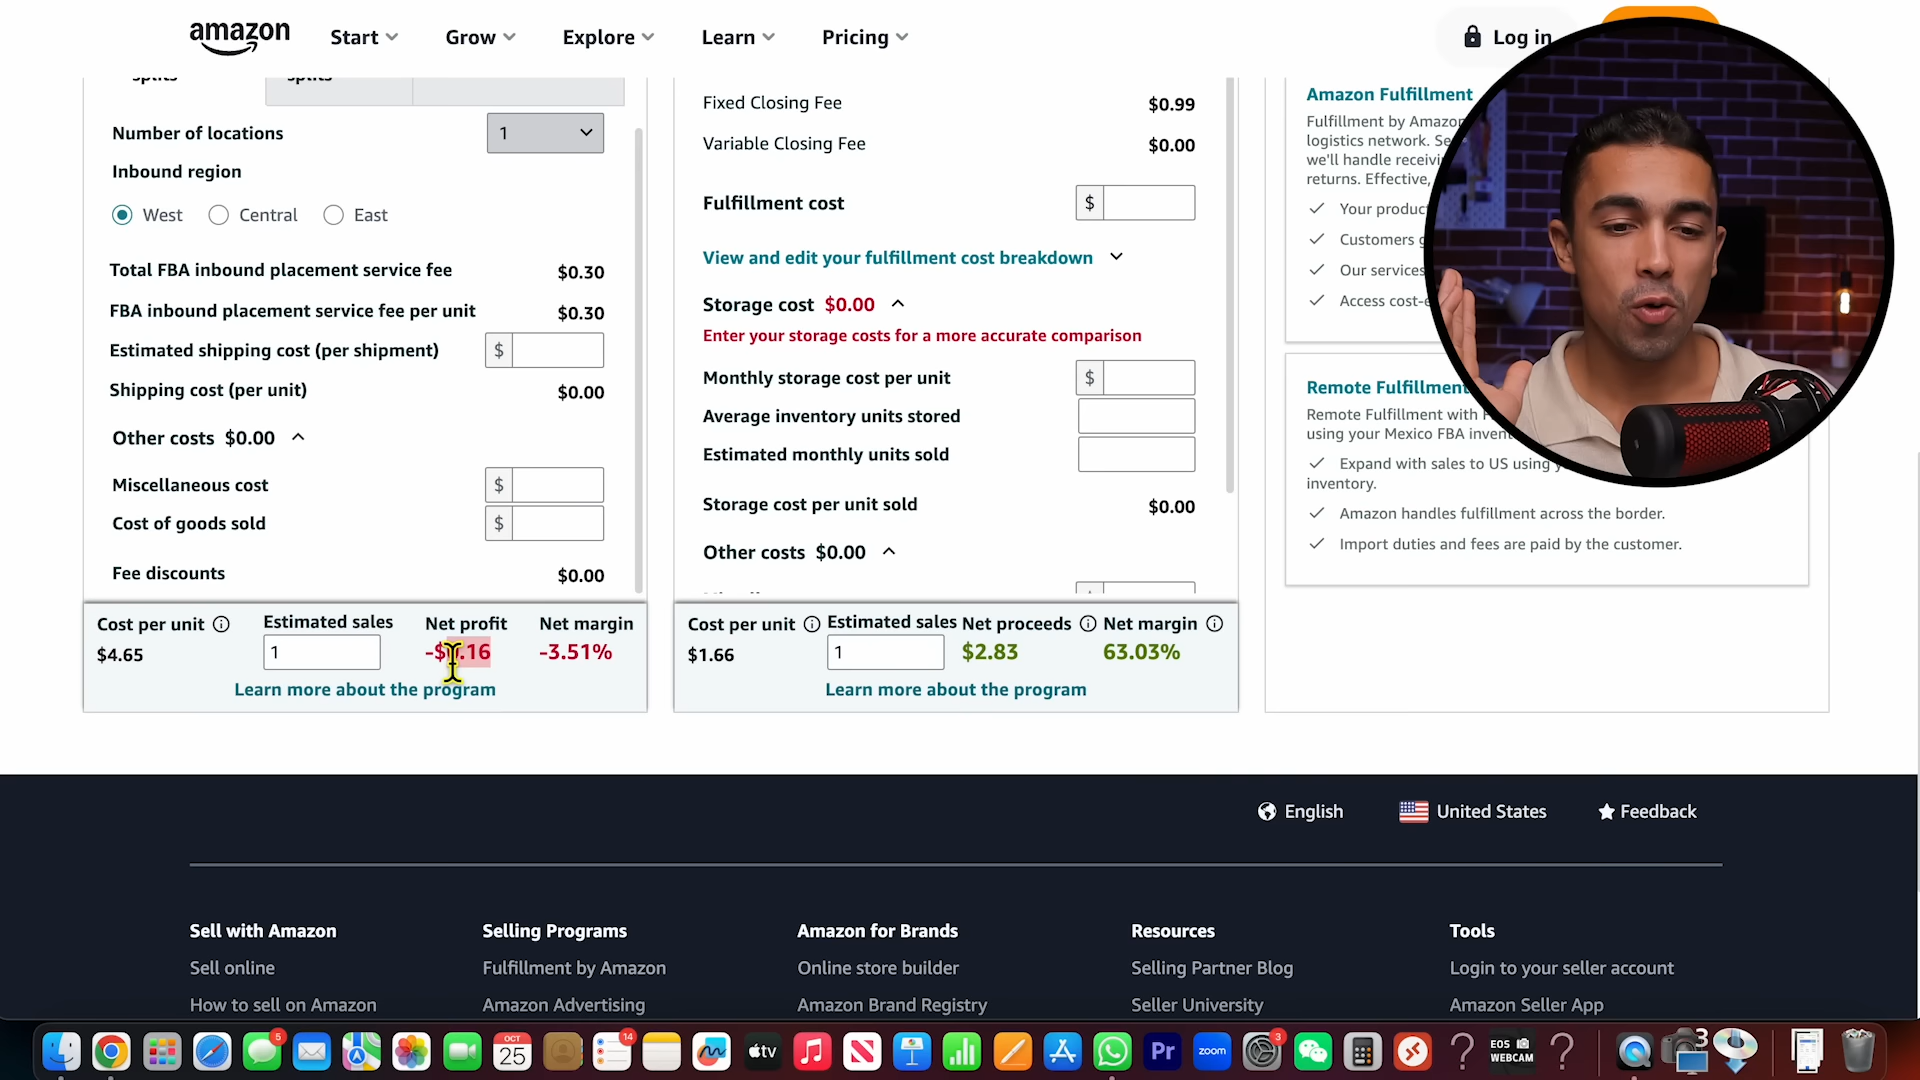 amazon
Start
Grow
Explore
Learn
Pricing
Log in
splits
splits
Number of locations
1
Inbound region
West
Central
East
Total FBA inbound placement service fee
$0.30
FBA inbound placement service fee per unit
$0.30
Estimated shipping cost (per shipment)
$
Shipping cost (per unit)
$0.00
Other costs $0.00
Miscellaneous cost
$
Cost of goods sold
$
Fee discounts
$0.00
Cost per unit
$4.65
Estimated sales
1
Net profit
-$ .16
Net margin
-3.51%
Learn more about the program
Fixed Closing Fee
$0.99
Variable Closing Fee
$0.00
Fulfillment cost
$
View and edit your fulfillment cost breakdown
Storage cost $0.00
Enter your storage costs for a more accurate comparison
Monthly storage cost per unit
$
Average inventory units stored
Estimated monthly units sold
Storage cost per unit sold
$0.00
Other costs $0.00
Cost per unit
$1.66
Estimated sales
1
Net proceeds
$2.83
Net margin
63.03%
Learn more about the program
Amazon Fulfillment
Fulfillment by Amazon
logistics network.
we'll handle
returns. Effective,
Your
Customers
Our services
Access
Remote Fulfillment
Remote Fulfillment with
using your Mexico FBA
Expand with sales to US using
inventory.
Amazon handles fulfillment across the border.
Import duties and fees are paid by the customer.
English
United States
Feedback
Sell with Amazon
Sell online
How to sell on Amazon
Selling Programs
Fulfillment by Amazon
Amazon Advertising
Amazon for Brands
Online store builder
Amazon Brand Registry
Resources
Selling Partner Blog
Seller University
Tools
Login to your seller account
Amazon Seller App
5
OCT
25
14
tv
Pr
zoom
3
?
EOS
WEBCAM
?
3